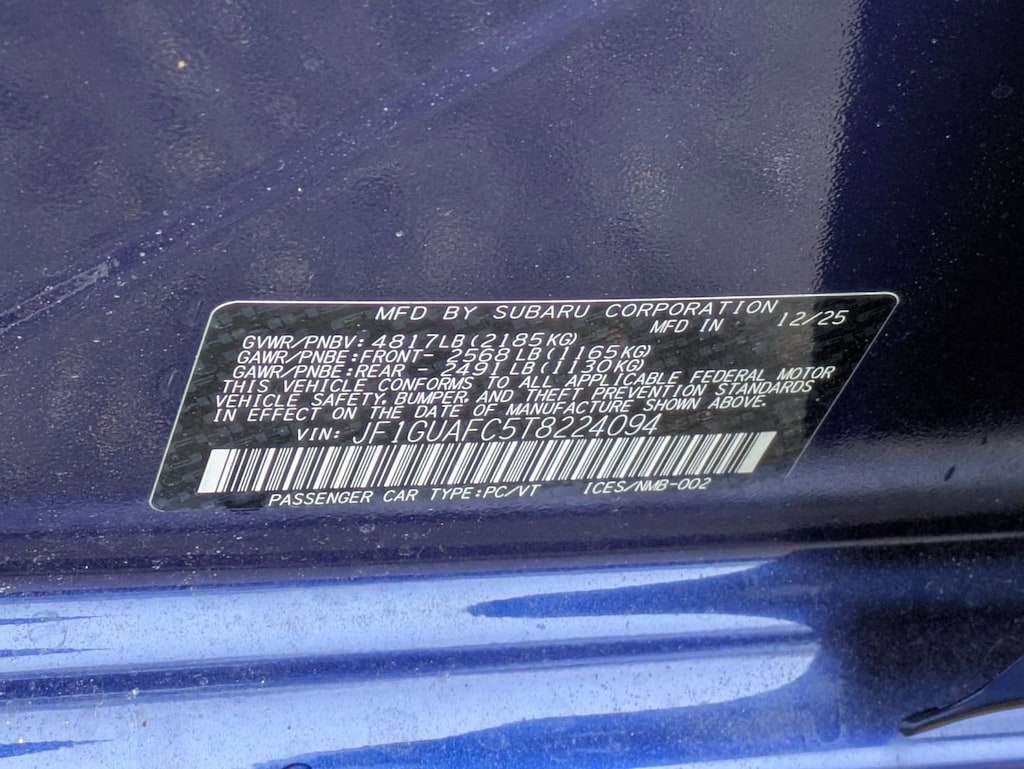 MFD BY SUBARU CORPORATION
MFD IN 12/25
GVWR/PNBV: 4817LB(2185KG)
GAWR/PNBE:FRONT- 2568LB(1165KG)
GAWR/PNBE:REAR - 2491LB(1130KG)
THIS VEHICLE CONFORMS TO ALL APPLICABLE FEDERAL MOTOR
VEHICLE SAFETY, BUMPER, AND THEFT PREVENTION STANDARDS
IN EFFECT ON THE DATE OF MANUFACTURE SHOWN ABOVE.
VIN: JF1GUAFC5T8224094
PASSENGER CAR TYPE:PC/VT ICES/NMB-002